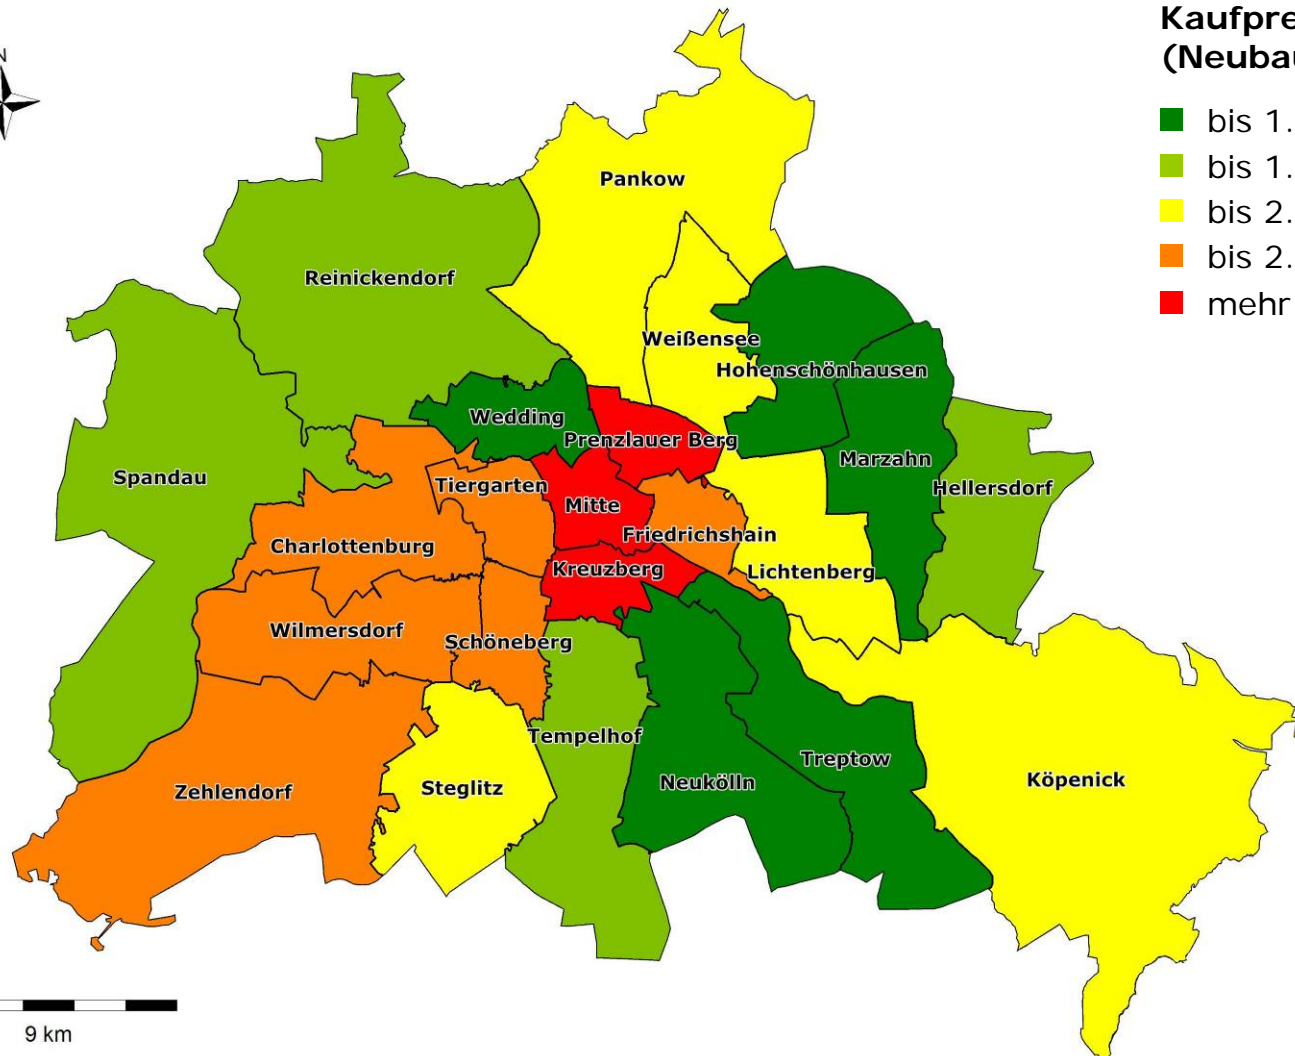 Kaufpre
(Neubau
N
bis 1.
bis 1.
bis 2.
bis 2.
mehr
Pankow
Reinickendorf
Weißensee
Hohenschönhausen
Wedding
Prenzlauer Berg
Marzahn
Spandau
Tiergarten
Hellersdorf
Mitte
Friedrichshain
Charlottenburg
Kreuzberg
Lichtenberg
Wilmersdorf
Schöneberg
Tempelhof
Treptow
Köpenick
Neukölln
Steglitz
Zehlendorf
9 km